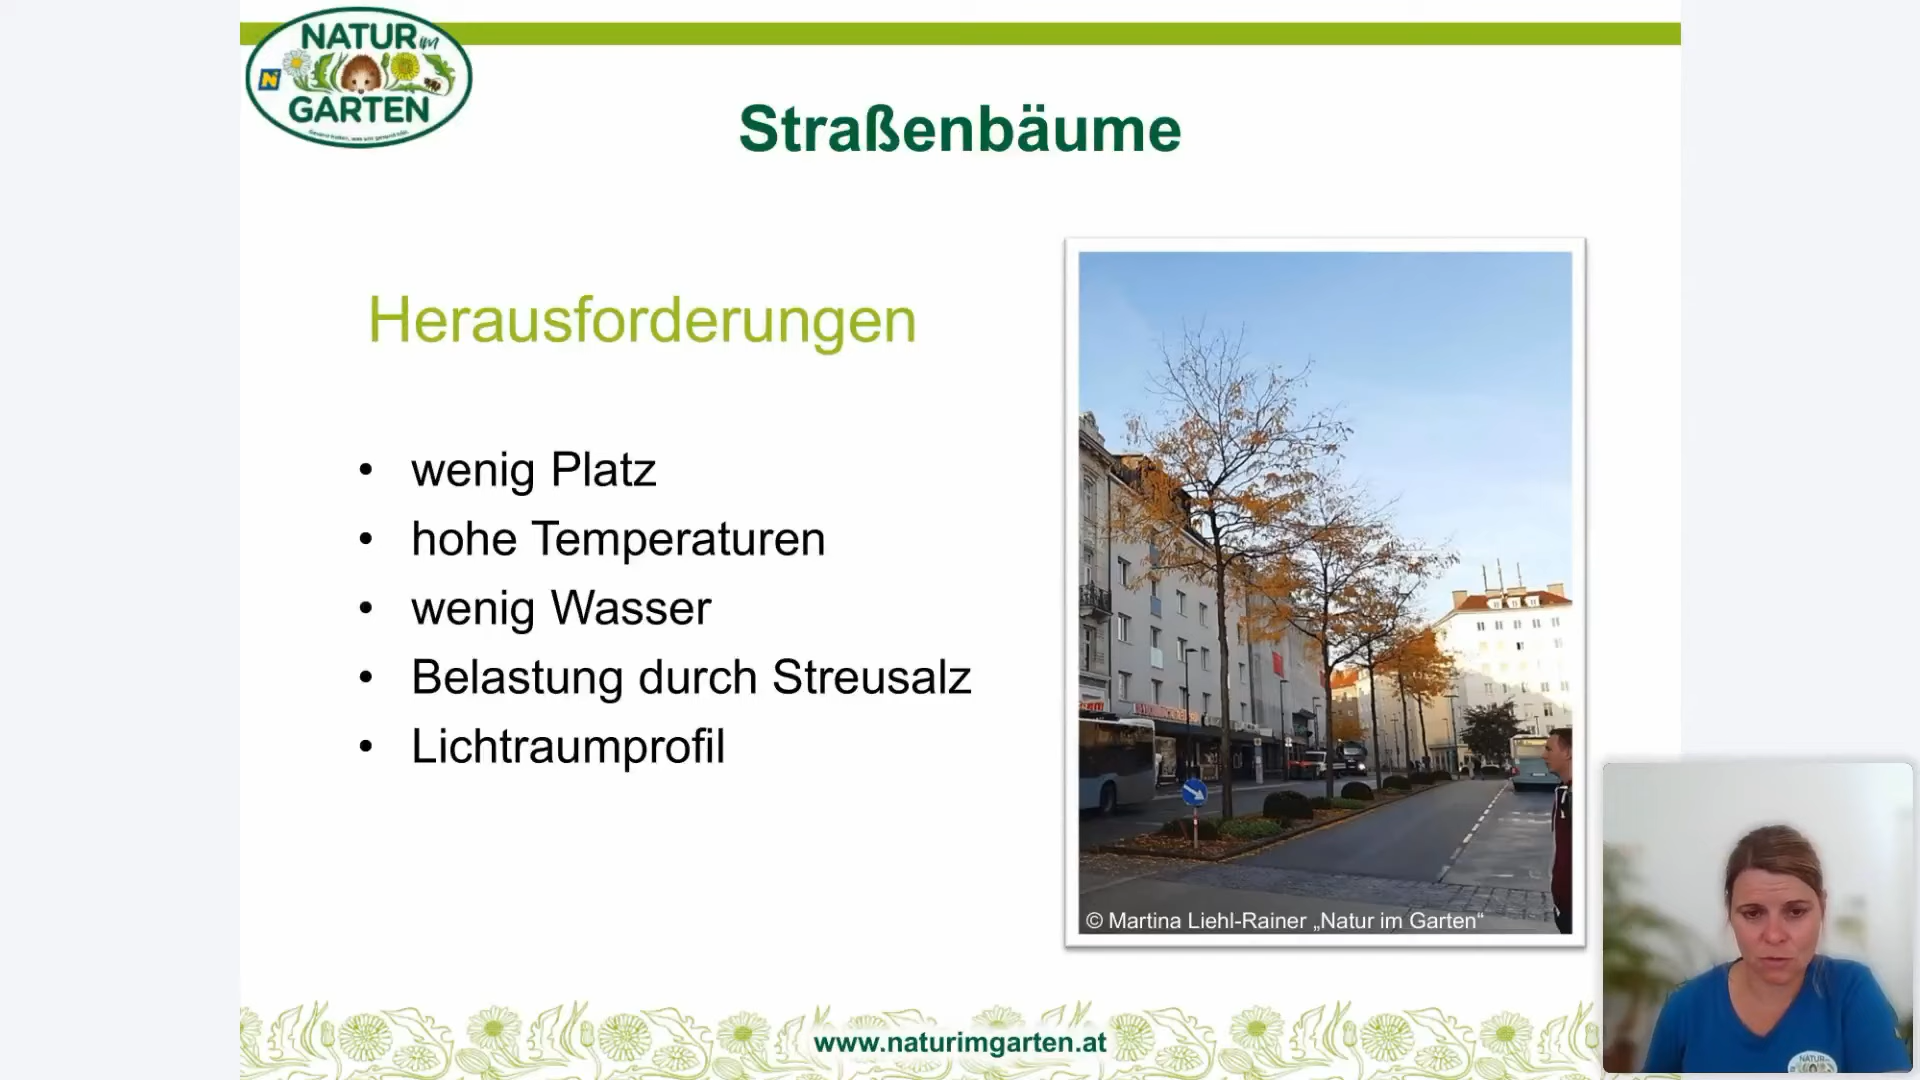 NATUR im
GARTEN
Straßenbäume
Herausforderungen
• wenig Platz
• hohe Temperaturen
• wenig Wasser
• Belastung durch Streusalz
• Lichtraumprofil
© Martina Liehl-Rainer „Natur im Garten“
www.naturimgarten.at
NATUR